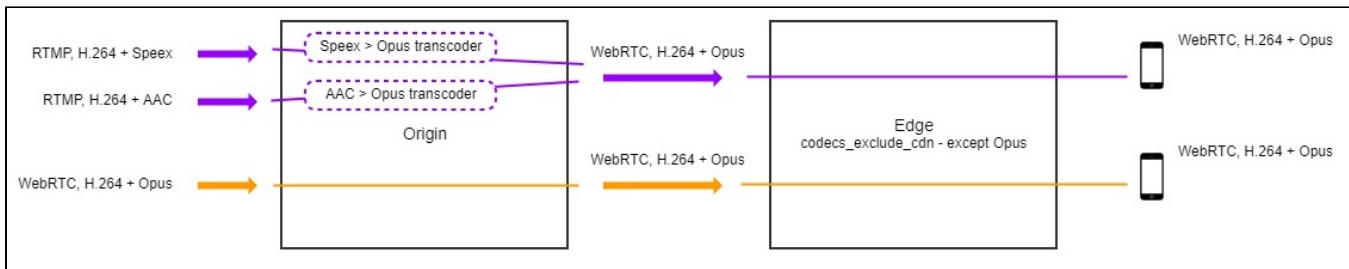 RTMP, H.264 + Speex
Speex > Opus transcoder
WebRTC, H.264 + Opus
WebRTC, H.264 + Opus
RTMP, H.264 + AAC
AAC > Opus transcoder
Origin
Edge
codecs_exclude_cdn - except Opus
WebRTC, H.264 + Opus
WebRTC, H.264 + Opus
WebRTC, H.264 + Opus